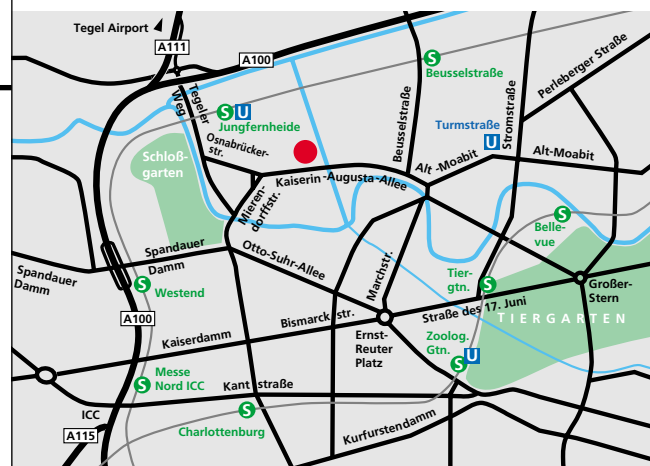 Tegel Airport
A111
A100
Perleberger Straße
S
Beusselstraße
Tegeler
Weg
S U
Jungfernheide
Beusselstraße
Turmstraße
U
Stromstraße
Osnabrücker-
str.
Schloß-
garten
Alt -Moabit
Alt-Moabit
Kaiserin-Augusta-Allee
Mieren-
dorffstr.
S
Belle-
vue
Spandauer
Damm
Otto-Suhr-Allee
Marchstr.
Spandauer
Damm
S
Westend
Tier-
gtn.
S
Großer-
Stern
A100
Bismarck str.
Straße des 17. Juni
TIERGARTEN
Kaiserdamm
Ernst-
Reuter
Platz
Zoolog.
Gtn.
S U
S
Messe
Nord ICC
Kant straße
ICC
A115
S
Charlottenburg
Kurfurstendamm